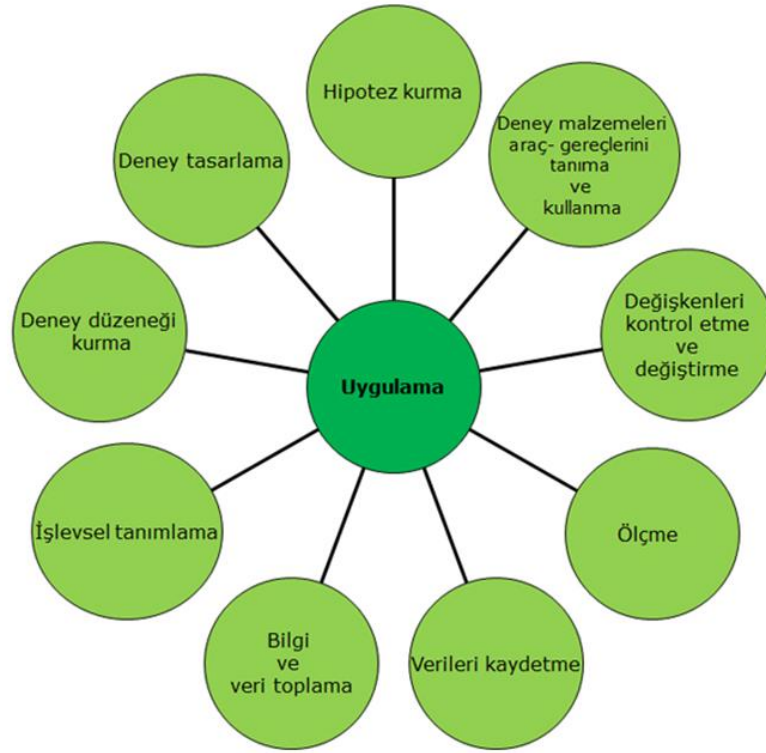 Hipotez kurma
Deney malzemeleri
araç- gereçlerini
tanıma
ve
kullanma
Değişkenleri
kontrol etme
ve
değiştirme
Ölçme
Verileri kaydetme
Bilgi
ve
veri toplama
İşlevsel tanımlama
Deney düzeneği
kurma
Deney tasarlama
Uygulama